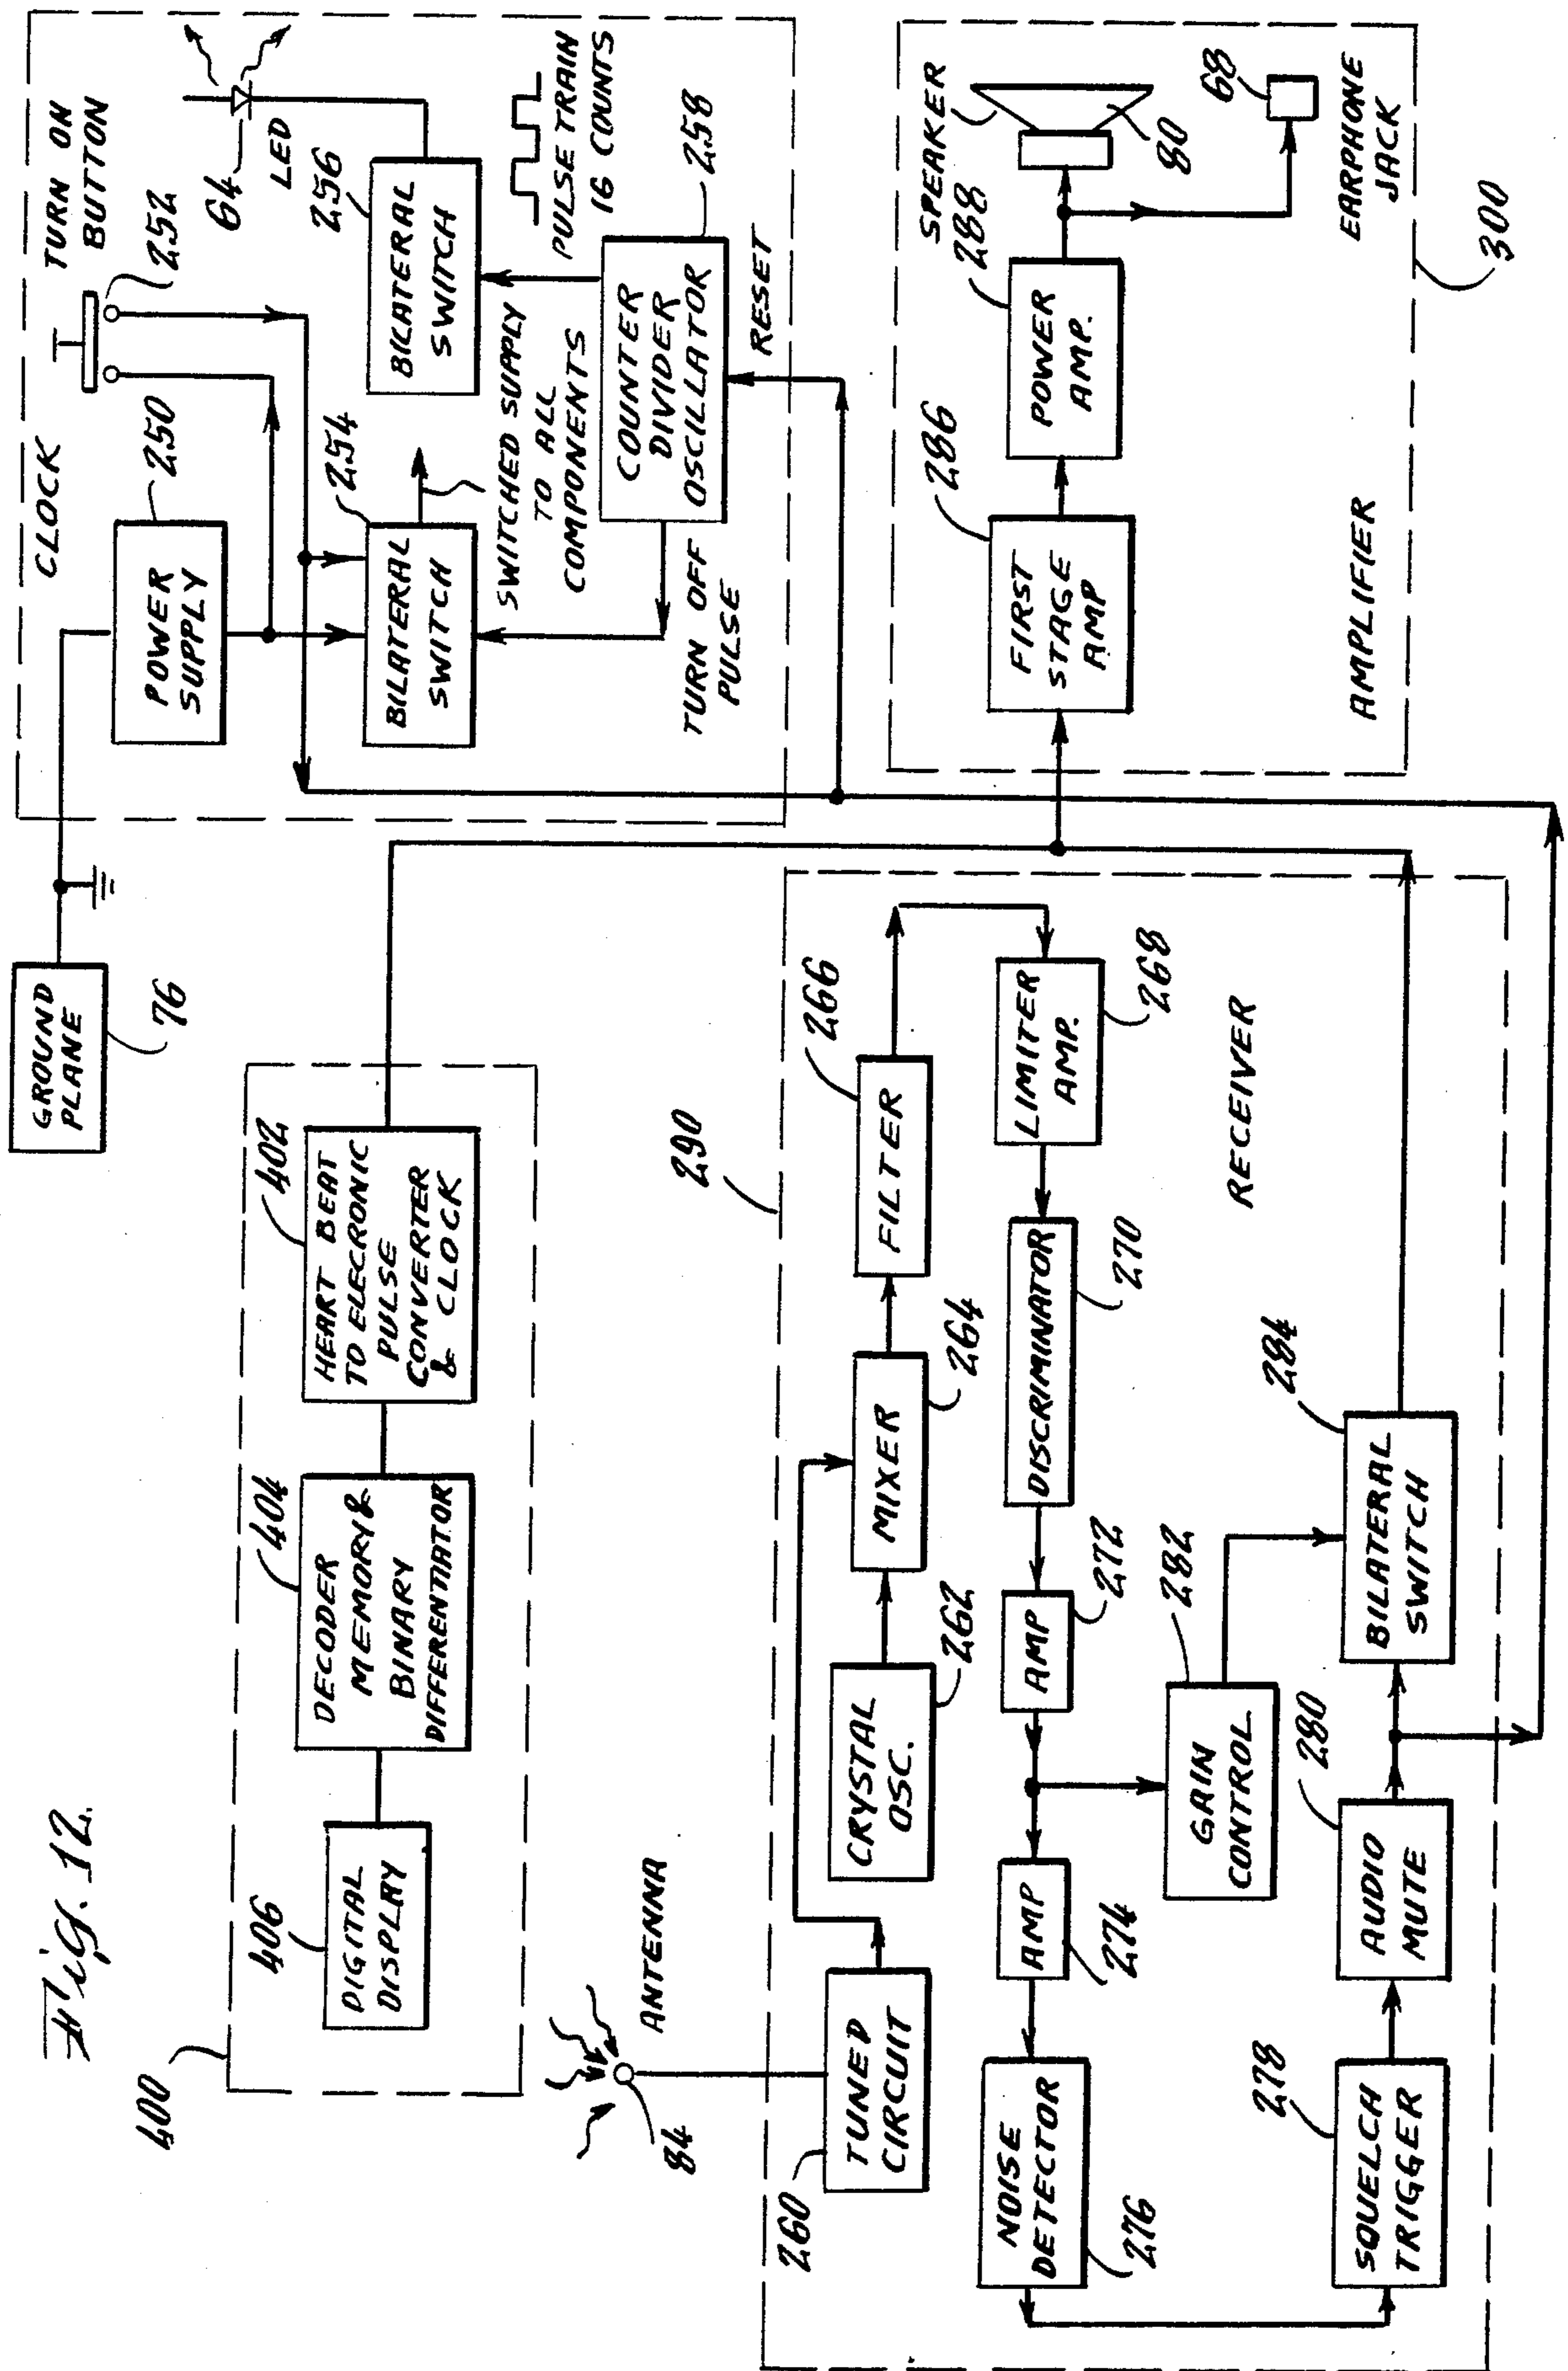 Fig. 12.
400
406
DIGITAL
DISPLAY
404
DECODER
MEMORY &
BINARY
DIFFERENTIATOR
402
HEART BEAT
TO ELECRONIC
PULSE
CONVERTER
& CLOCK
GROUND
PLANE
76
CLOCK
POWER
SUPPLY
250
TURN ON
BUTTON
252
64
LED
BILATERAL
SWITCH
254
BILATERAL
SWITCH
256
SWITCHED SUPPLY
TO ALL
COMPONENTS
PULSE TRAIN
16 COUNTS
COUNTER
DIVIDER
OSCILLATOR
258
TURN OFF
PULSE
RESET
ANTENNA
84
290
260
TUNED
CIRCUIT
CRYSTAL
OSC.
262
MIXER
264
FILTER
266
LIMITER
AMP.
268
DISCRIMINATOR
270
AMP
272
AMP
274
NOISE
DETECTOR
276
GAIN
CONTROL
282
RECEIVER
SQUELCH
TRIGGER
278
AUDIO
MUTE
280
BILATERAL
SWITCH
284
FIRST
STAGE
AMP
286
POWER
AMP.
288
SPEAKER
80
68
EARPHONE
JACK
AMPLIFIER
300